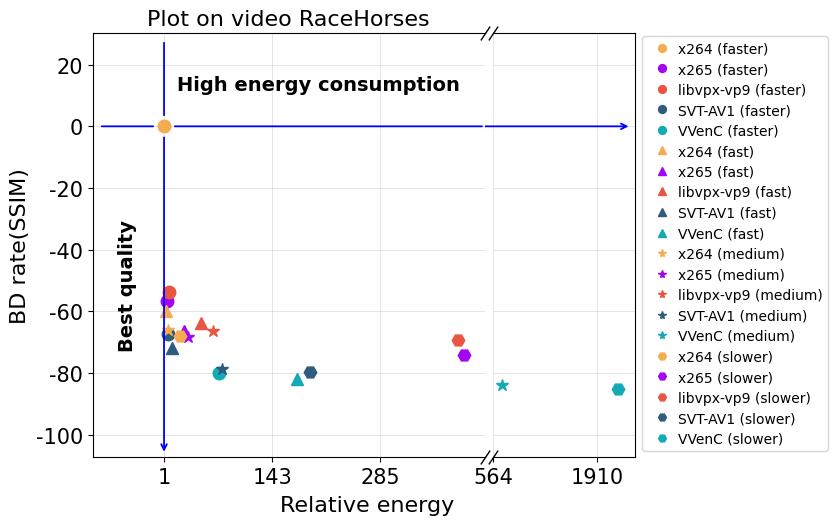 Plot on video RaceHorses
High energy consumption
Best quality
BD rate(SSIM)
20
0
-20
-40
-60
-80
-100
1
143
285
564
1910
Relative energy
x264 (faster)
x265 (faster)
libvpx-vp9 (faster)
SVT-AV1 (faster)
VVenC (faster)
x264 (fast)
x265 (fast)
libvpx-vp9 (fast)
SVT-AV1 (fast)
VVenC (fast)
x264 (medium)
x265 (medium)
libvpx-vp9 (medium)
SVT-AV1 (medium)
VVenC (medium)
x264 (slower)
x265 (slower)
libvpx-vp9 (slower)
SVT-AV1 (slower)
VVenC (slower)